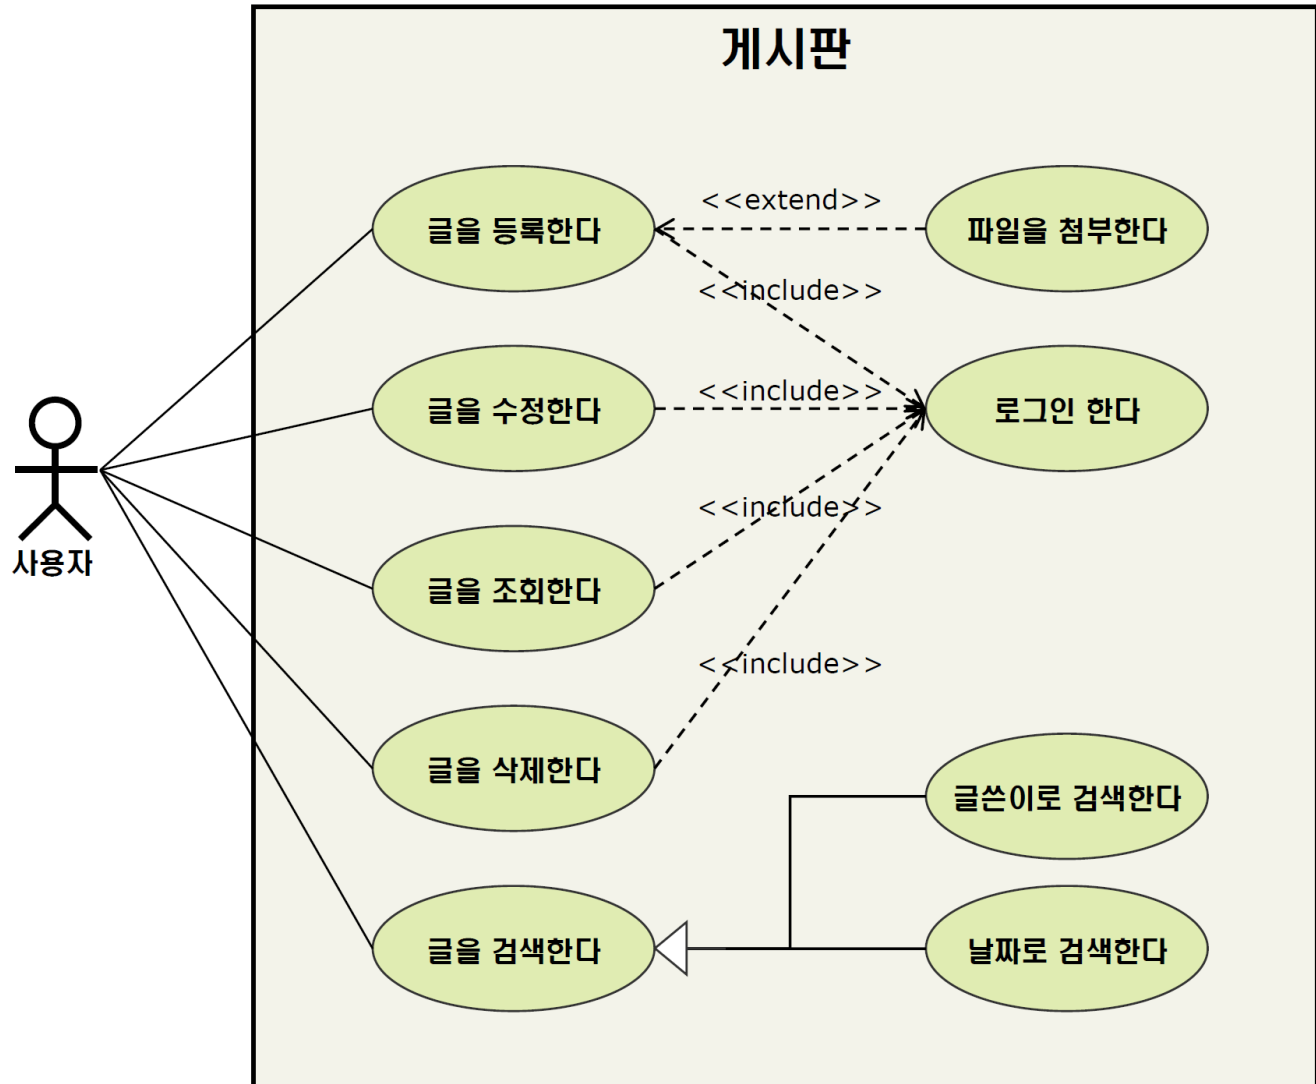 게시판
글을 등록한다
<<extend>>
파일을 첨부한다
<<include>>
글을 수정한다
<<include>>
로그인 한다
사용자
글을 조회한다
<<include>>
글을 삭제한다
<<include>>
글쓴이로 검색한다
글을 검색한다
날짜로 검색한다